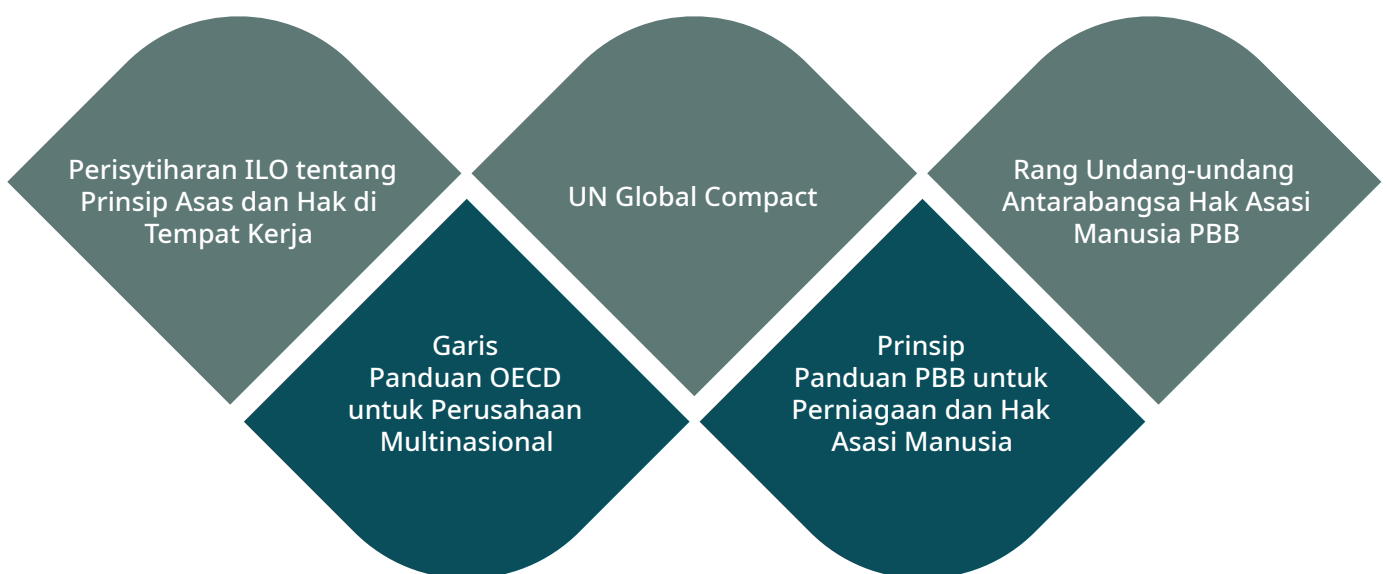 Perisytiharan ILO tentang
Prinsip Asas dan Hak di
Tempat Kerja
UN Global Compact
Rang Undang-undang
Antarabangsa Hak Asasi
Manusia PBB
Garis
Panduan OECD
untuk Perusahaan
Multinasional
Prinsip
Panduan PBB untuk
Perniagaan dan Hak
Asasi Manusia